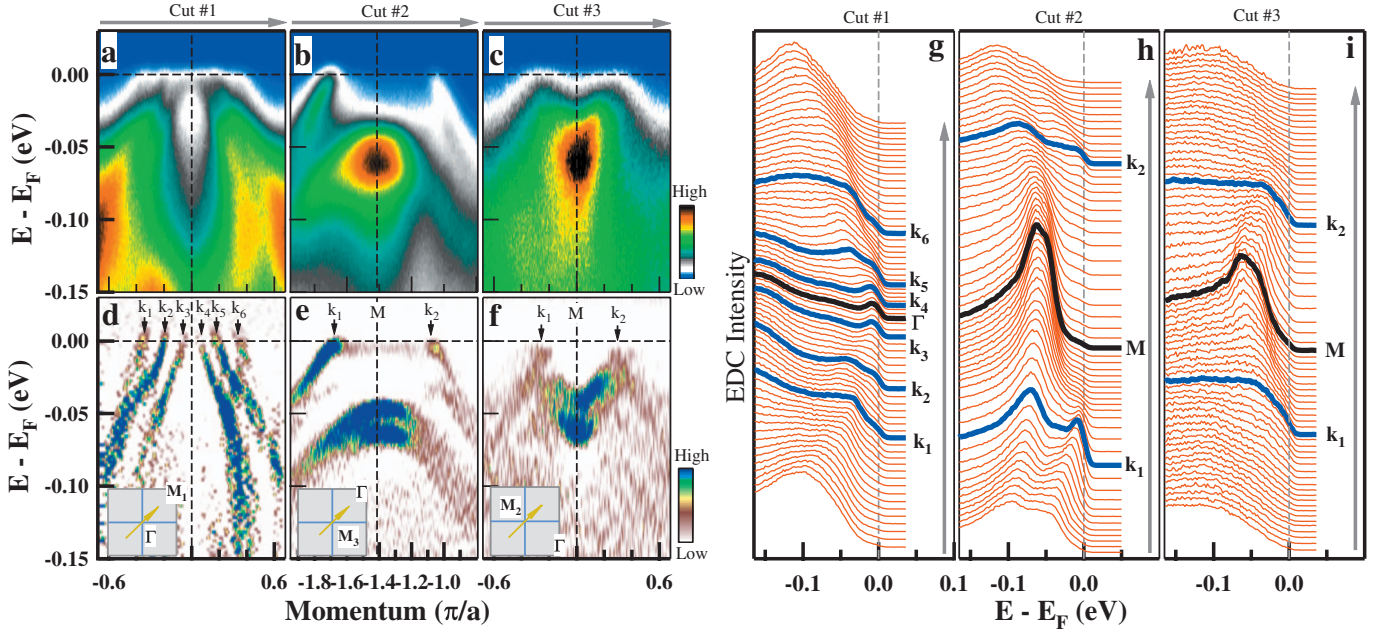 Cut #1
Cut #2
Cut #3
a
b
c
0.00
-0.05
-0.10
-0.15
E - E_F (eV)
High
Low
d
k1 k2 k3 k4 k5 k6
e
k1 M k2
f
k1 M k2
0.00
-0.05
-0.10
-0.15
E - E_F (eV)
High
Low
M1
Γ
Γ
M3
M2
Γ
-0.6 0.6
-1.8 -1.6 -1.4 -1.2 -1.0
-0.6 0.6
Momentum (π/a)
Cut #1
Cut #2
Cut #3
g
h
i
EDC Intensity
k6
k5
k4
Γ
k3
k2
k1
k2
M
k1
k2
M
k1
-0.1 0.0 0.1
-0.1 0.0
-0.1 0.0
E - E_F (eV)